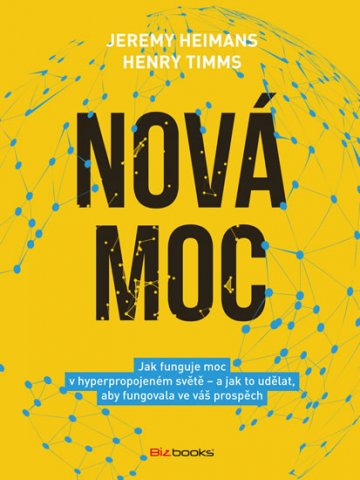 JEREMY HEIMANS
HENRY TIMMS
NOVÁ
MOC
Jak funguje moc
v hyperpropojeném světě – a jak to udělat,
aby fungovala ve váš prospěch
Bizbooks